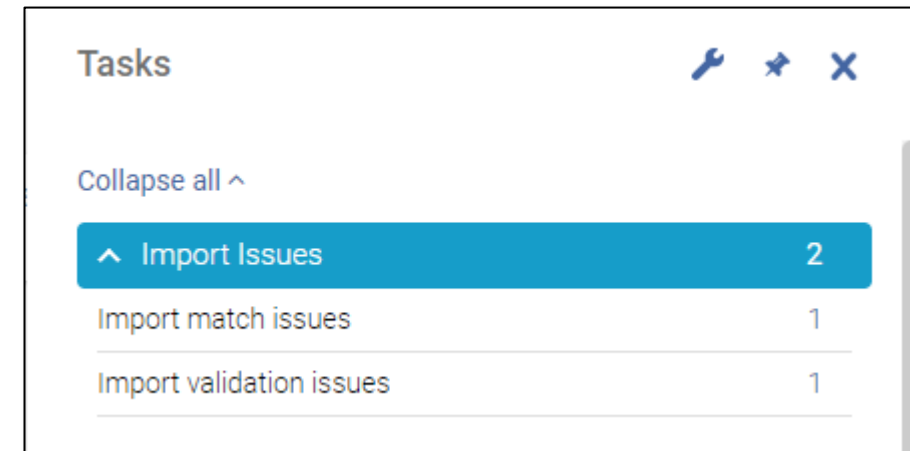 Tasks
Collapse all
Import Issues 2
Import match issues 1
Import validation issues 1